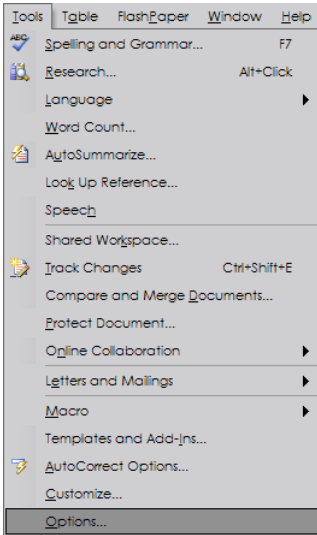 Tools Table FlashPaper Window Help
ABC Spelling and Grammar... F7
Research... Alt+Click
Language
Word Count...
AutoSummarize...
Look Up Reference...
Speech
Shared Workspace...
Track Changes Ctrl+Shift+E
Compare and Merge Documents...
Protect Document...
Online Collaboration
Letters and Mailings
Macro
Templates and Add-Ins...
AutoCorrect Options...
Customize...
Options...